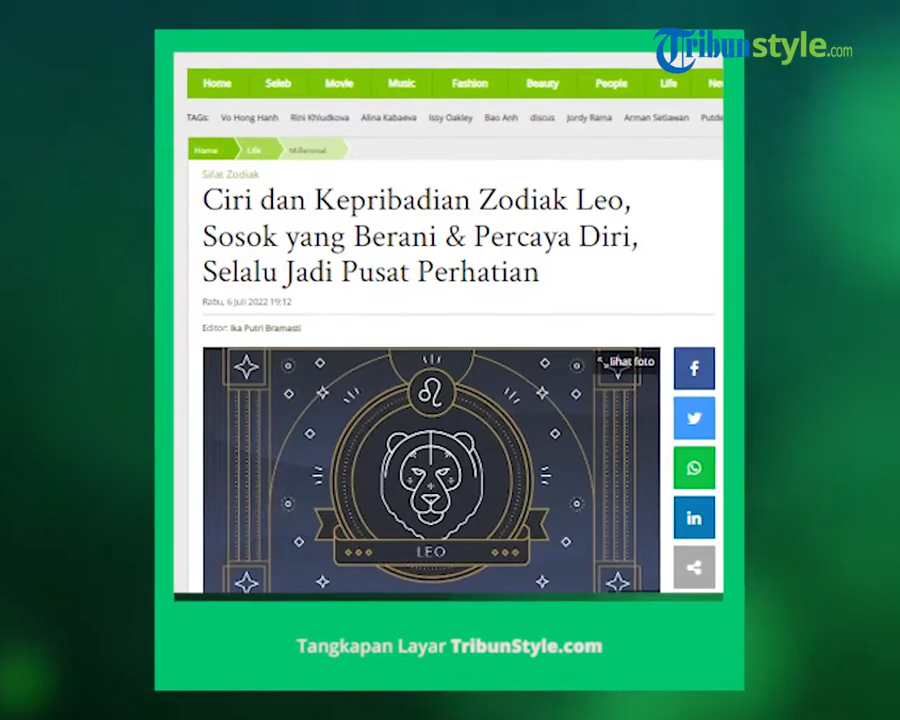 Tribunstyle.com
Home Seleb Movie Music Fashion Beauty People Life
TAGs: Vo Hong Hanh Rini Khludkova Alina Kabaeva Issy Oakley Bao Anh discus Jordy Rama Arman Setiawan
Home Life Millennial
Sifat Zodiak
Ciri dan Kepribadian Zodiak Leo,
Sosok yang Berani & Percaya Diri,
Selalu Jadi Pusat Perhatian
Rabu, 6 Juli 2022 19:12
Editor: Ika Putri Bramasti
lihat foto
LEO
Tangkapan Layar TribunStyle.com